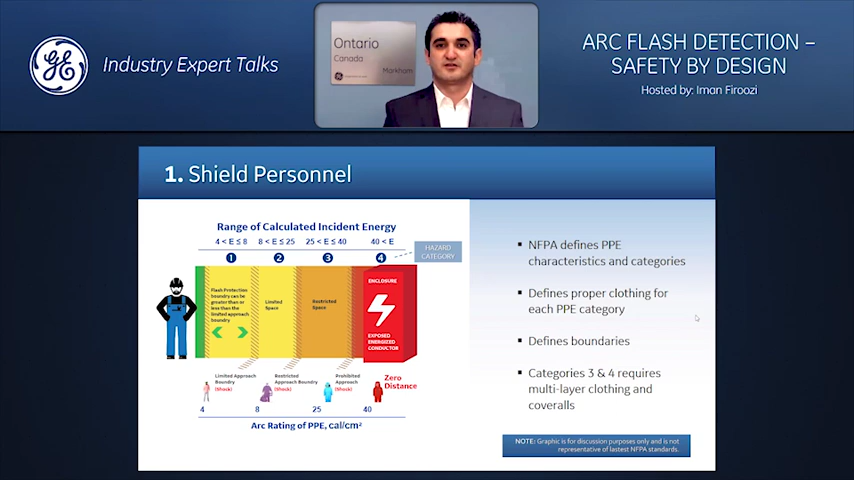 GE
Industry Expert Talks
Ontario
Canada
Markham
ARC FLASH DETECTION –
SAFETY BY DESIGN
Hosted by: Iman Firoozi
1. Shield Personnel
Range of Calculated Incident Energy
4 < E ≤ 8 8 < E ≤ 25 25 < E ≤ 40 40 < E
HAZARD
CATEGORY
1 2 3 4
Flash Protection
boundry can be
greater than or
less than the
limited approach
boundry
Limited
Space
Restricted
Space
ENCLOSURE
EXPOSED
ENERGIZED
CONDUCTOR
Limited Approach
Boundry
(Shock)
Restricted
Approach Boundry
(Shock)
Prohibited
Approach
(Shock)
Zero
Distance
4 8 25 40
Arc Rating of PPE, cal/cm²
▪ NFPA defines PPE
characteristics and categories
▪ Defines proper clothing for
each PPE category
▪ Defines boundaries
▪ Categories 3 & 4 requires
multi-layer clothing and
coveralls
NOTE: Graphic is for discussion purposes only and is not
representative of lastest NFPA standards.